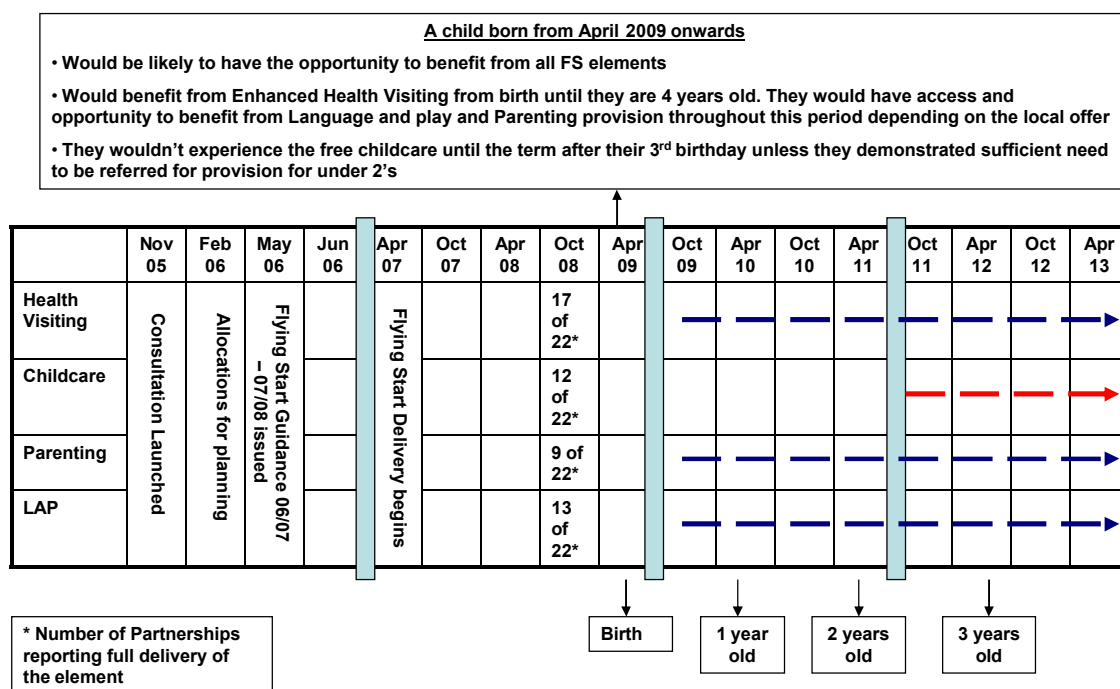 A child born from April 2009 onwards
• Would be likely to have the opportunity to benefit from all FS elements
• Would benefit from Enhanced Health Visiting from birth until they are 4 years old. They would have access and
opportunity to benefit from Language and play and Parenting provision throughout this period depending on the local offer
• They wouldn't experience the free childcare until the term after their 3rd birthday unless they demonstrated sufficient need
to be referred for provision for under 2's
Nov 05
Feb 06
May 06
Jun 06
Apr 07
Oct 07
Apr 08
Oct 08
Apr 09
Oct 09
Apr 10
Oct 10
Apr 11
Oct 11
Apr 12
Oct 12
Apr 13
Health
Visiting
Consultation Launched
Allocations for planning
Flying Start Guidance 06/07
– 07/08 issued
Flying Start Delivery begins
17
of
22*
Childcare
12
of
22*
Parenting
9 of
22*
LAP
13
of
22*
Birth
1 year
old
2 years
old
3 years
old
* Number of Partnerships
reporting full delivery of
the element